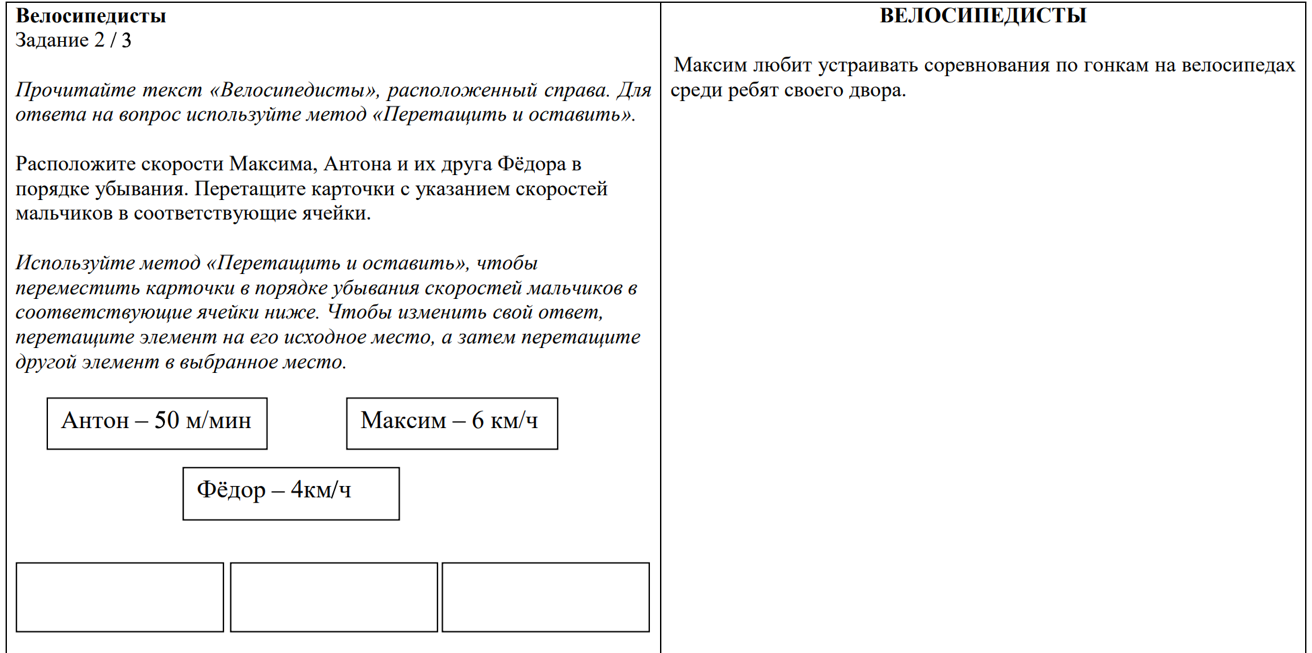 Велосипедисты
Задание 2 / 3
Прочитайте текст «Велосипедисты», расположенный справа. Для
ответа на вопрос используйте метод «Перетащить и оставить».
Расположите скорости Максима, Антона и их друга Фёдора в
порядке убывания. Перетащите карточки с указанием скоростей
мальчиков в соответствующие ячейки.
Используйте метод «Перетащить и оставить», чтобы
переместить карточки в порядке убывания скоростей мальчиков в
соответствующие ячейки ниже. Чтобы изменить свой ответ,
перетащите элемент на его исходное место, а затем перетащите
другой элемент в выбранное место.
Антон – 50 м/мин
Максим – 6 км/ч
Фёдор – 4км/ч
ВЕЛОСИПЕДИСТЫ
Максим любит устраивать соревнования по гонкам на велосипедах
среди ребят своего двора.